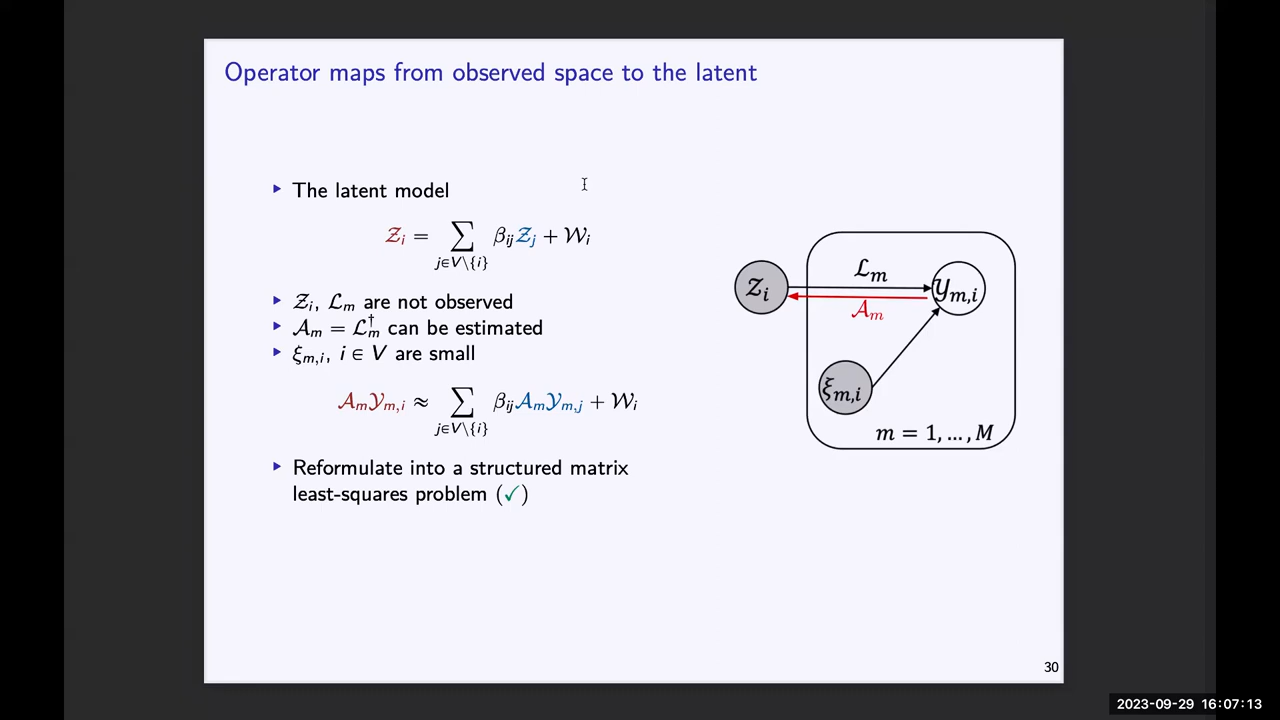 Operator maps from observed space to the latent
▶ The latent model
𝒵ᵢ = ∑_{j∈V\{i}} βᵢⱼ𝒵ⱼ + 𝒲ᵢ
▶ 𝒵ᵢ, ℒₘ are not observed
▶ 𝒜ₘ = ℒₘ† can be estimated
▶ ξₘ,ᵢ, i ∈ V are small
𝒜ₘ𝒴ₘ,ᵢ ≈ ∑_{j∈V\{i}} βᵢⱼ𝒜ₘ𝒴ₘ,ⱼ + 𝒲ᵢ
▶ Reformulate into a structured matrix
least-squares problem (✓)
𝒵ᵢ
ℒₘ
𝒜ₘ
𝒴ₘ,ᵢ
ξₘ,ᵢ
m = 1, …, M
30
2023-09-29 16:07:13